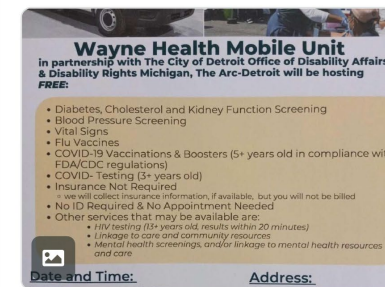 Wayne Health Mobile Unit
in partnership with The City of Detroit Office of Disability Affairs
& Disability Rights Michigan, The Arc-Detroit will be hosting
FREE:
• Diabetes, Cholesterol and Kidney Function Screening
• Blood Pressure Screening
• Vital Signs
• Flu Vaccines
• COVID-19 Vaccinations & Boosters (5+ years old in compliance wit
FDA/CDC regulations)
• COVID- Testing (3+ years old)
• Insurance Not Required
◦ we will collect insurance information, if available, but you will not be billed
• No ID Required & No Appointment Needed
• Other services that may be available are:
• HIV testing (13+ years old, results within 20 minutes)
• Linkage to care and community resources
• Mental health screenings, and/or linkage to mental health resources
and care
Date and Time:
Address: